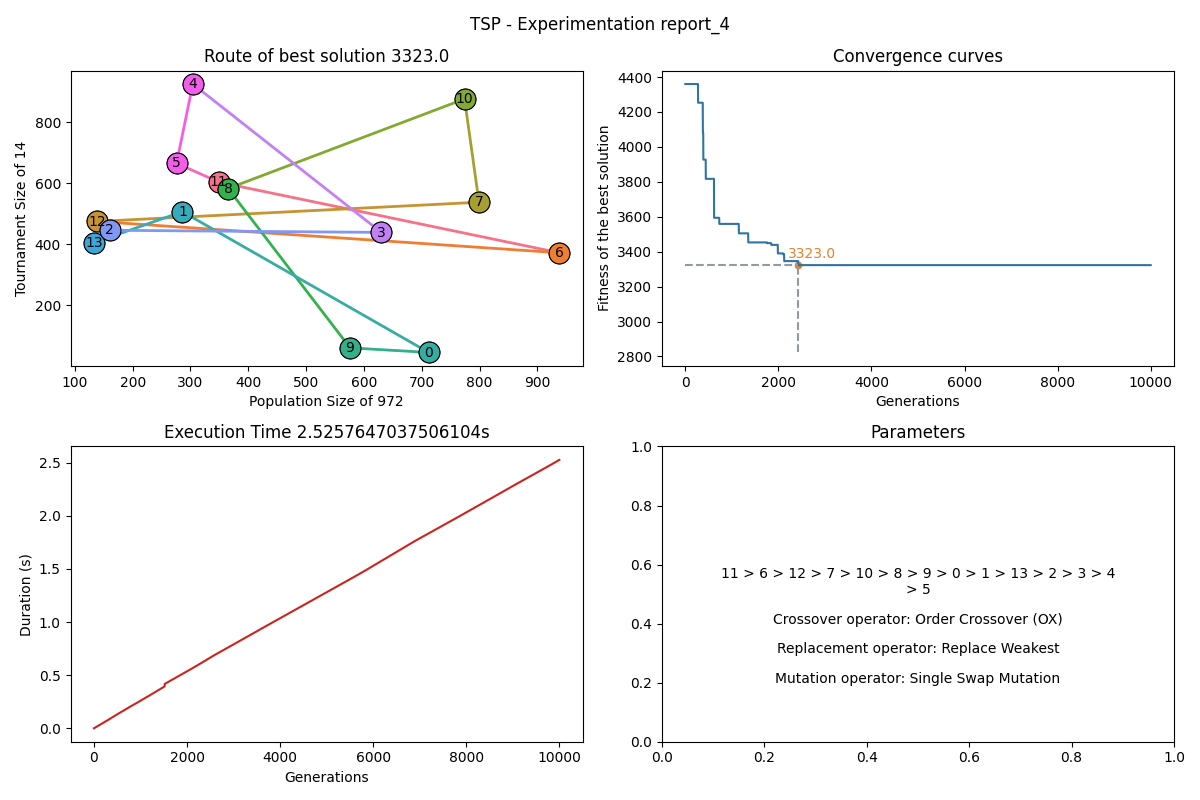 TSP - Experimentation report_4
Route of best solution 3323.0
Tournament Size of 14
800
600
400
200
4
10
5
11
8
7
12
1
2
13
3
6
9
0
100 200 300 400 500 600 700 800 900
Population Size of 972
Convergence curves
Fitness of the best solution
4400
4200
4000
3800
3600
3400
3200
3000
2800
3323.0
0 2000 4000 6000 8000 10000
Generations
Execution Time 2.5257647037506104s
Duration (s)
2.5
2.0
1.5
1.0
0.5
0.0
0 2000 4000 6000 8000 10000
Generations
Parameters
1.0
0.8
0.6
0.4
0.2
0.0
11 > 6 > 12 > 7 > 10 > 8 > 9 > 0 > 1 > 13 > 2 > 3 > 4
> 5
Crossover operator: Order Crossover (OX)
Replacement operator: Replace Weakest
Mutation operator: Single Swap Mutation
0.0 0.2 0.4 0.6 0.8 1.0